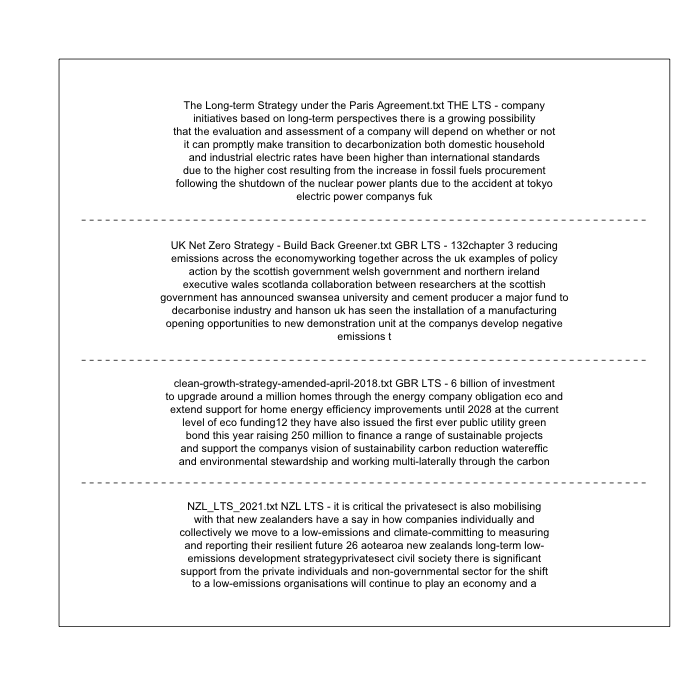 The Long-term Strategy under the Paris Agreement.txt THE LTS - company
initiatives based on long-term perspectives there is a growing possibility
that the evaluation and assessment of a company will depend on whether or not
it can promptly make transition to decarbonization both domestic household
and industrial electric rates have been higher than international standards
due to the higher cost resulting from the increase in fossil fuels procurement
following the shutdown of the nuclear power plants due to the accident at tokyo
electric power companys fuk
UK Net Zero Strategy - Build Back Greener.txt GBR LTS - 132chapter 3 reducing
emissions across the economyworking together across the uk examples of policy
action by the scottish government welsh government and northern ireland
executive wales scotlanda collaboration between researchers at the scottish
government has announced swansea university and cement producer a major fund to
decarbonise industry and hanson uk has seen the installation of a manufacturing
opening opportunities to new demonstration unit at the companys develop negative
emissions t
clean-growth-strategy-amended-april-2018.txt GBR LTS - 6 billion of investment
to upgrade around a million homes through the energy company obligation eco and
extend support for home energy efficiency improvements until 2028 at the current
level of eco funding12 they have also issued the first ever public utility green
bond this year raising 250 million to finance a range of sustainable projects
and support the companys vision of sustainability carbon reduction watereffic
and environmental stewardship and working multi-laterally through the carbon
NZL_LTS_2021.txt NZL LTS - it is critical the privatesect is also mobilising
with that new zealanders have a say in how companies individually and
collectively we move to a low-emissions and climate-committing to measuring
and reporting their resilient future 26 aotearoa new zealands long-term low-
emissions development strategyprivatesect civil society there is significant
support from the private individuals and non-governmental sector for the shift
to a low-emissions organisations will continue to play an economy and a